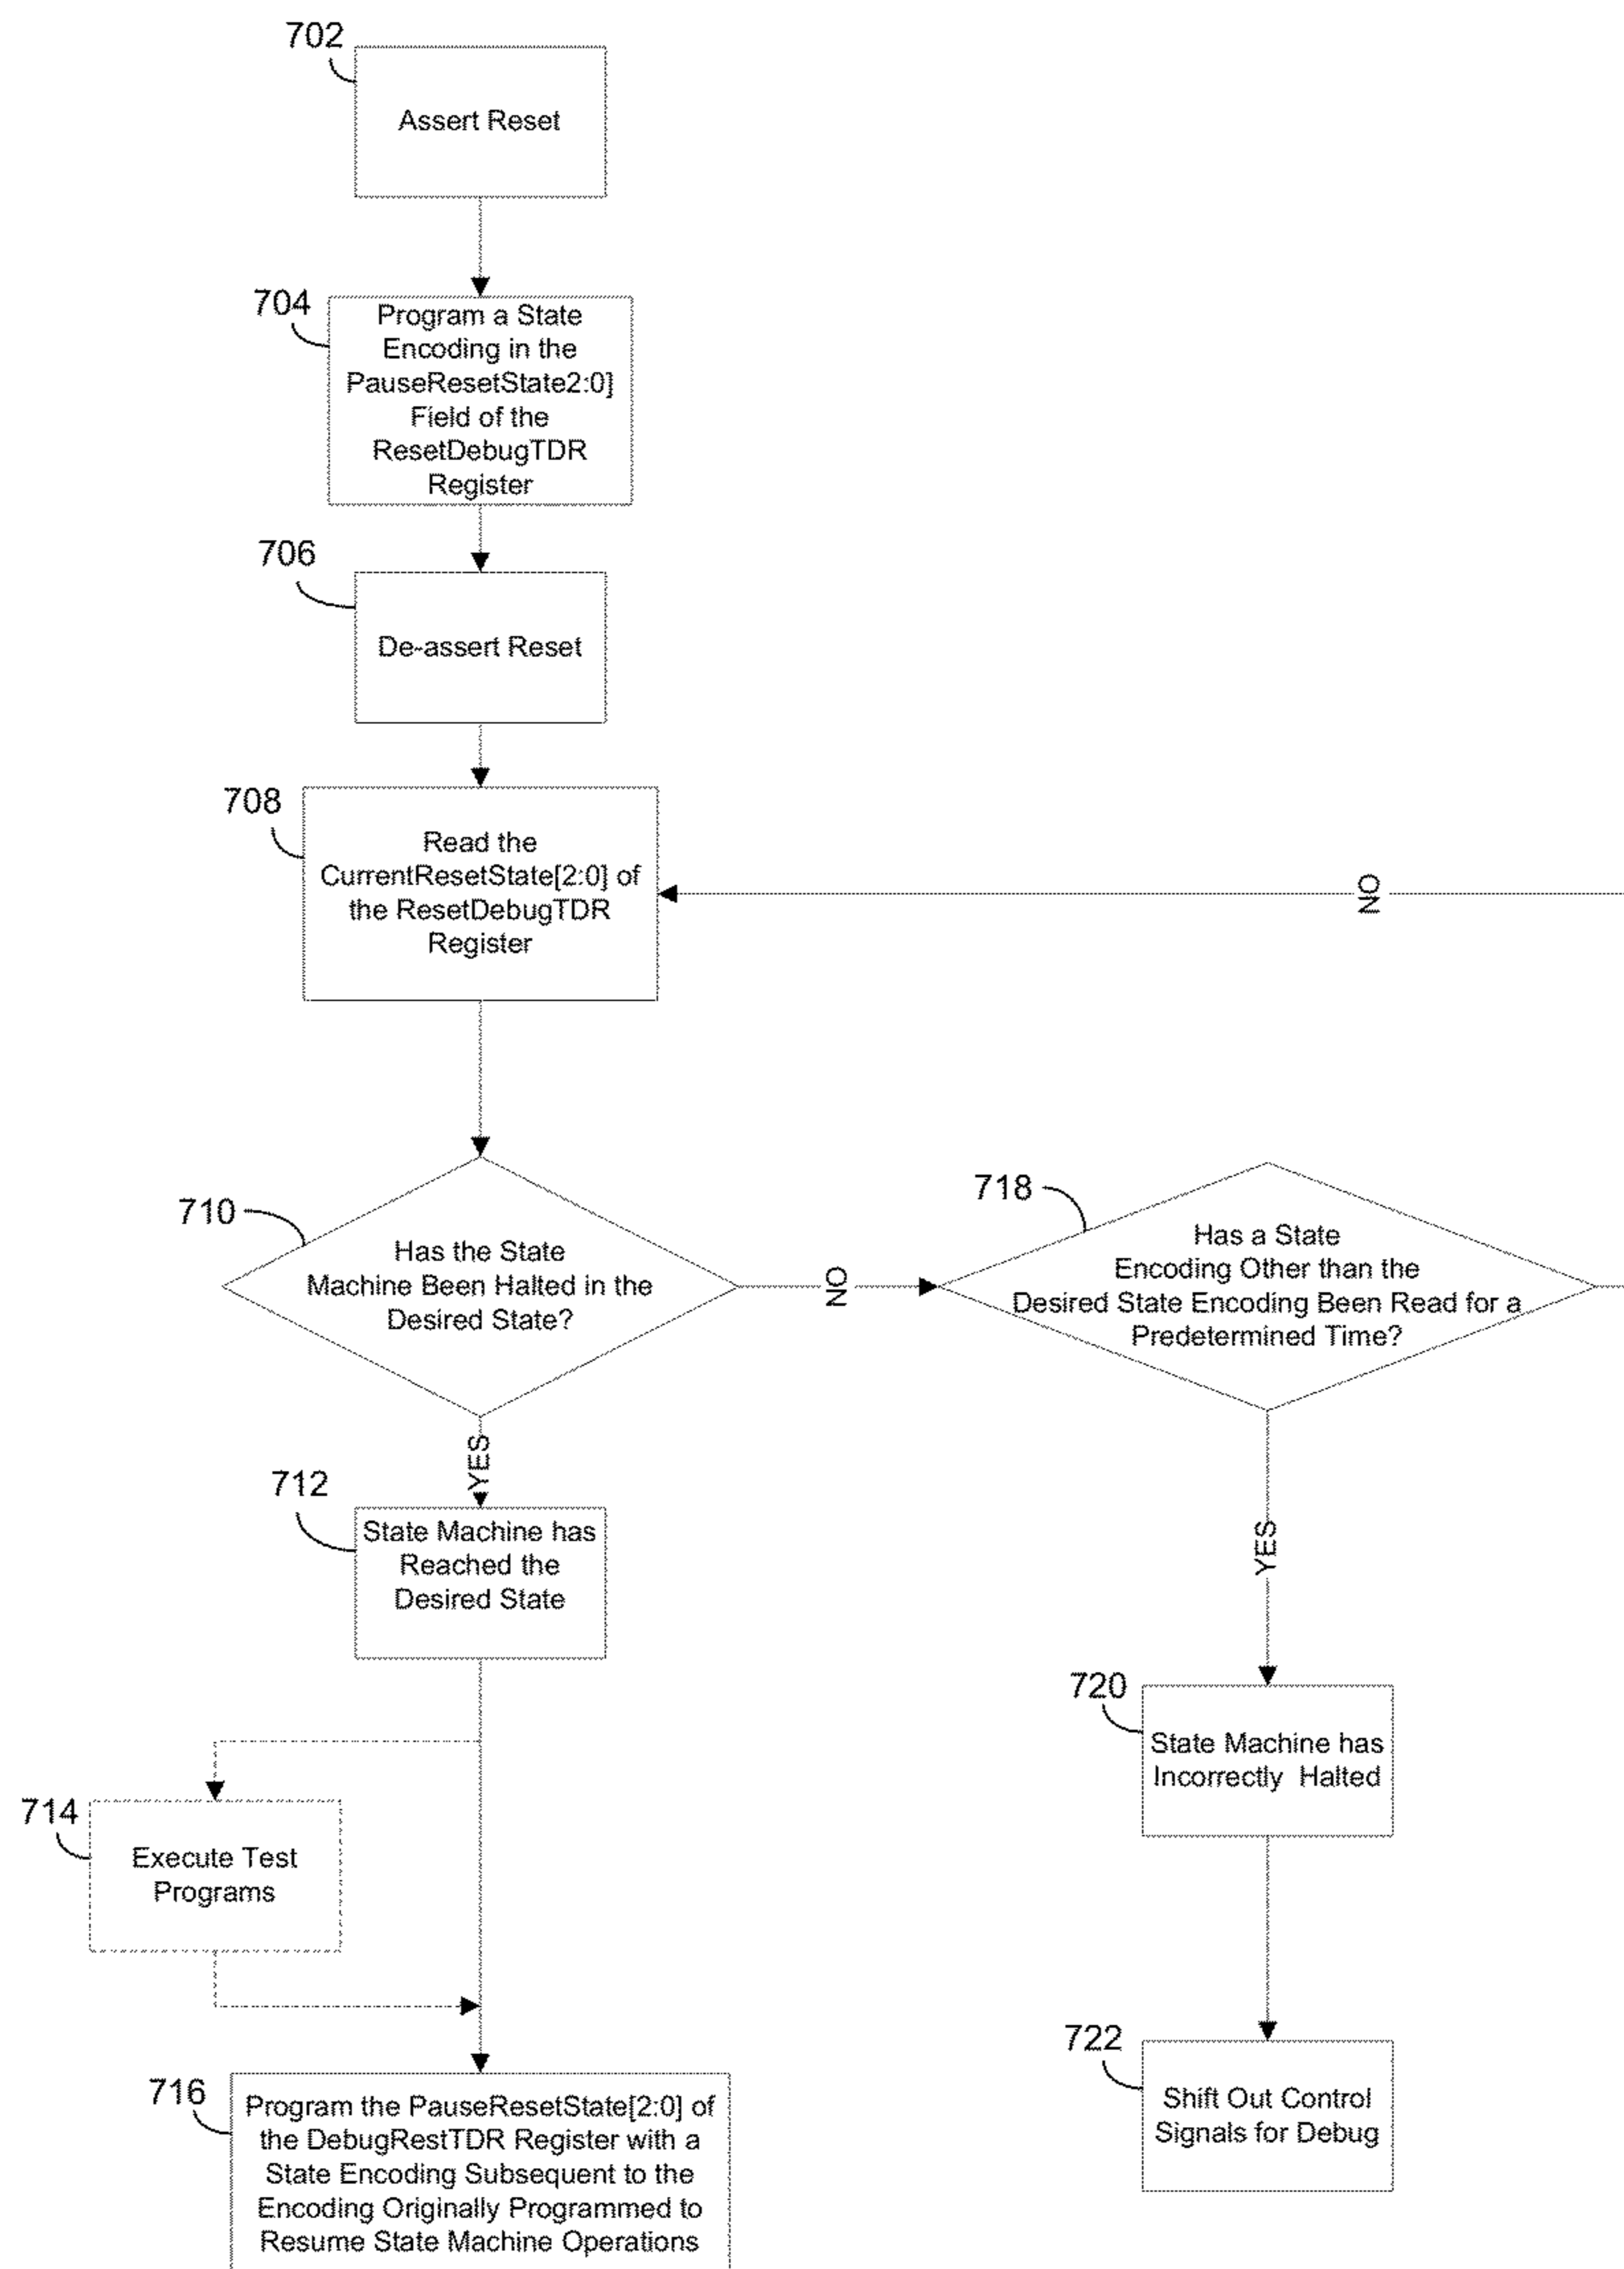 702
Assert Reset
704
Program a State
Encoding in the
PauseResetState2:0]
Field of the
ResetDebugTDR
Register
706
De-assert Reset
708
Read the
CurrentResetState[2:0] of
the ResetDebugTDR
Register
NO
710
Has the State
Machine Been Halted in the
Desired State?
NO
718
Has a State
Encoding Other than the
Desired State Encoding Been Read for a
Predetermined Time?
YES
712
State Machine has
Reached the
Desired State
YES
720
State Machine has
Incorrectly Halted
714
Execute Test
Programs
722
Shift Out Control
Signals for Debug
716
Program the PauseResetState[2:0] of
the DebugRestTDR Register with a
State Encoding Subsequent to the
Encoding Originally Programmed to
Resume State Machine Operations